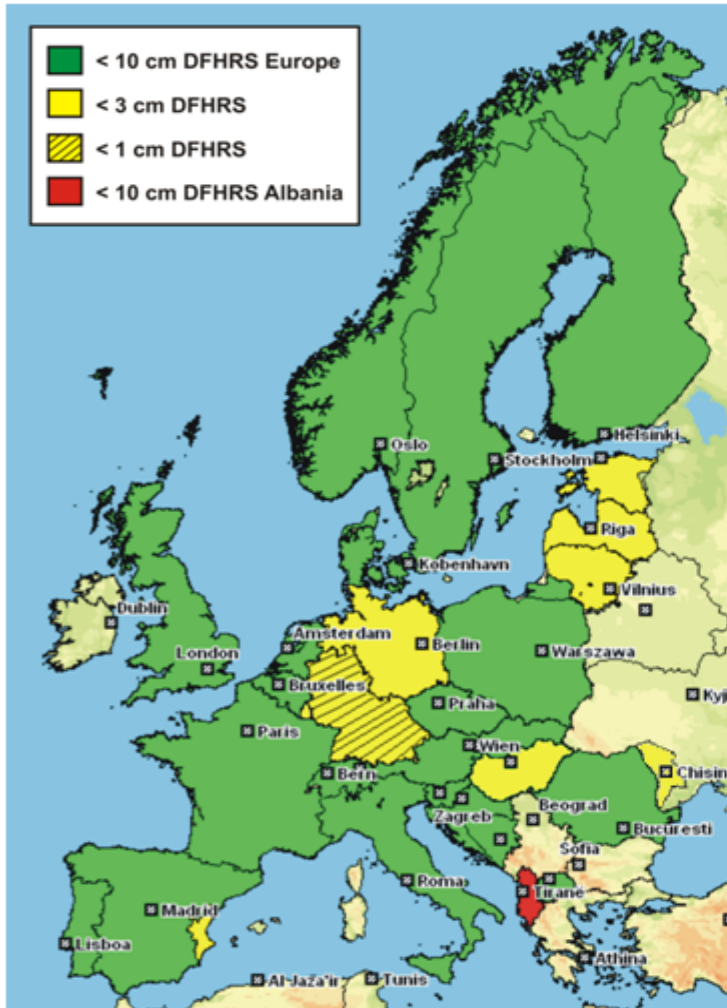 < 10 cm DFHRS Europe
< 3 cm DFHRS
< 1 cm DFHRS
< 10 cm DFHRS Albania
Oslo
Helsinki
Stockholm
Riga
København
Vilnius
Dublin
Amsterdam
Berlin
London
Warszawa
Bruxelles
Kyj
Praha
Paris
Wien
Bern
Chisin
Beograd
Zagreb
Bucuresti
Sofia
Roma
Tiranë
Madrid
Lisboa
Athina
Al Jaza'ir
Tunis